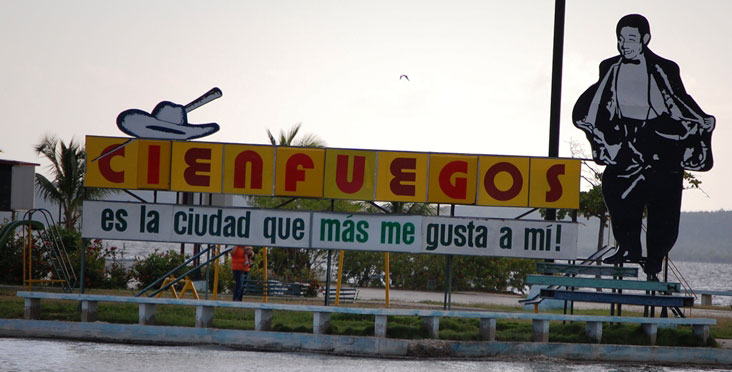 CIENFUEGOS
es la ciudad que más me gusta a mí!